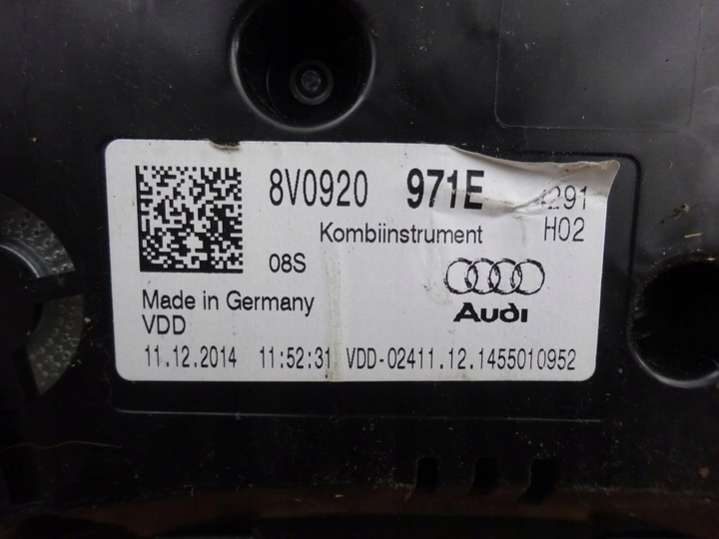 8V0920 971E
Kombiinstrument H02
08S
Made in Germany
VDD
Audi
11.12.2014 11:52:31 VDD-02411.12.1455010952